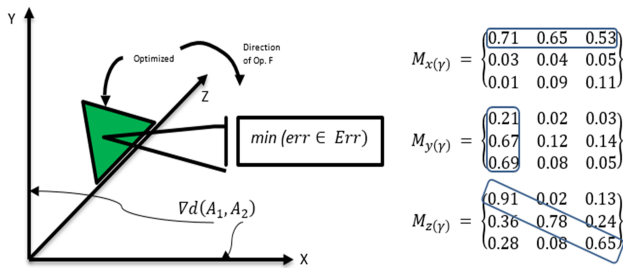 Y
Optimized
Direction
of Op. F
Z
min (err ∈ Err)
∇d(A₁, A₂)
X
Mx(γ) = {0.71 0.65 0.53
0.03 0.04 0.05
0.01 0.09 0.11}
My(γ) = {0.21 0.02 0.03
0.67 0.12 0.14
0.69 0.08 0.05}
Mz(γ) = {0.91 0.02 0.13
0.36 0.78 0.24
0.28 0.08 0.65}